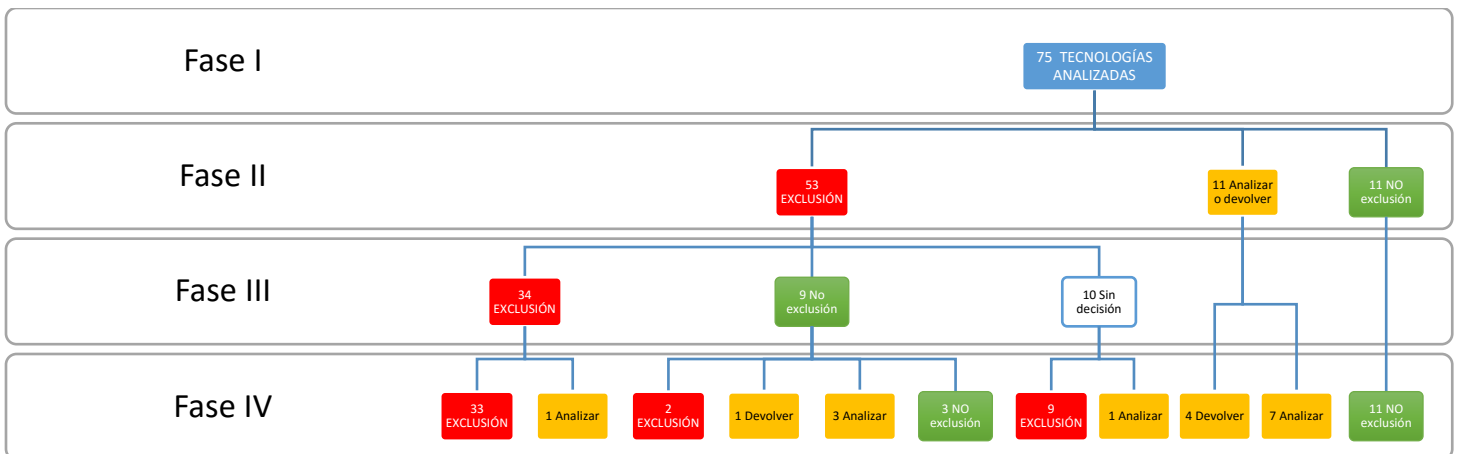 Fase I
75 TECNOLOGÍAS
ANALIZADAS
Fase II
53
EXCLUSIÓN
11 Analizar
o devolver
11 NO
exclusión
Fase III
34
EXCLUSIÓN
9 No
exclusión
10 Sin
decisión
Fase IV
33
EXCLUSIÓN
1 Analizar
2
EXCLUSIÓN
1 Devolver
3 Analizar
3 NO
exclusión
9
EXCLUSIÓN
1 Analizar
4 Devolver
7 Analizar
11 NO
exclusión